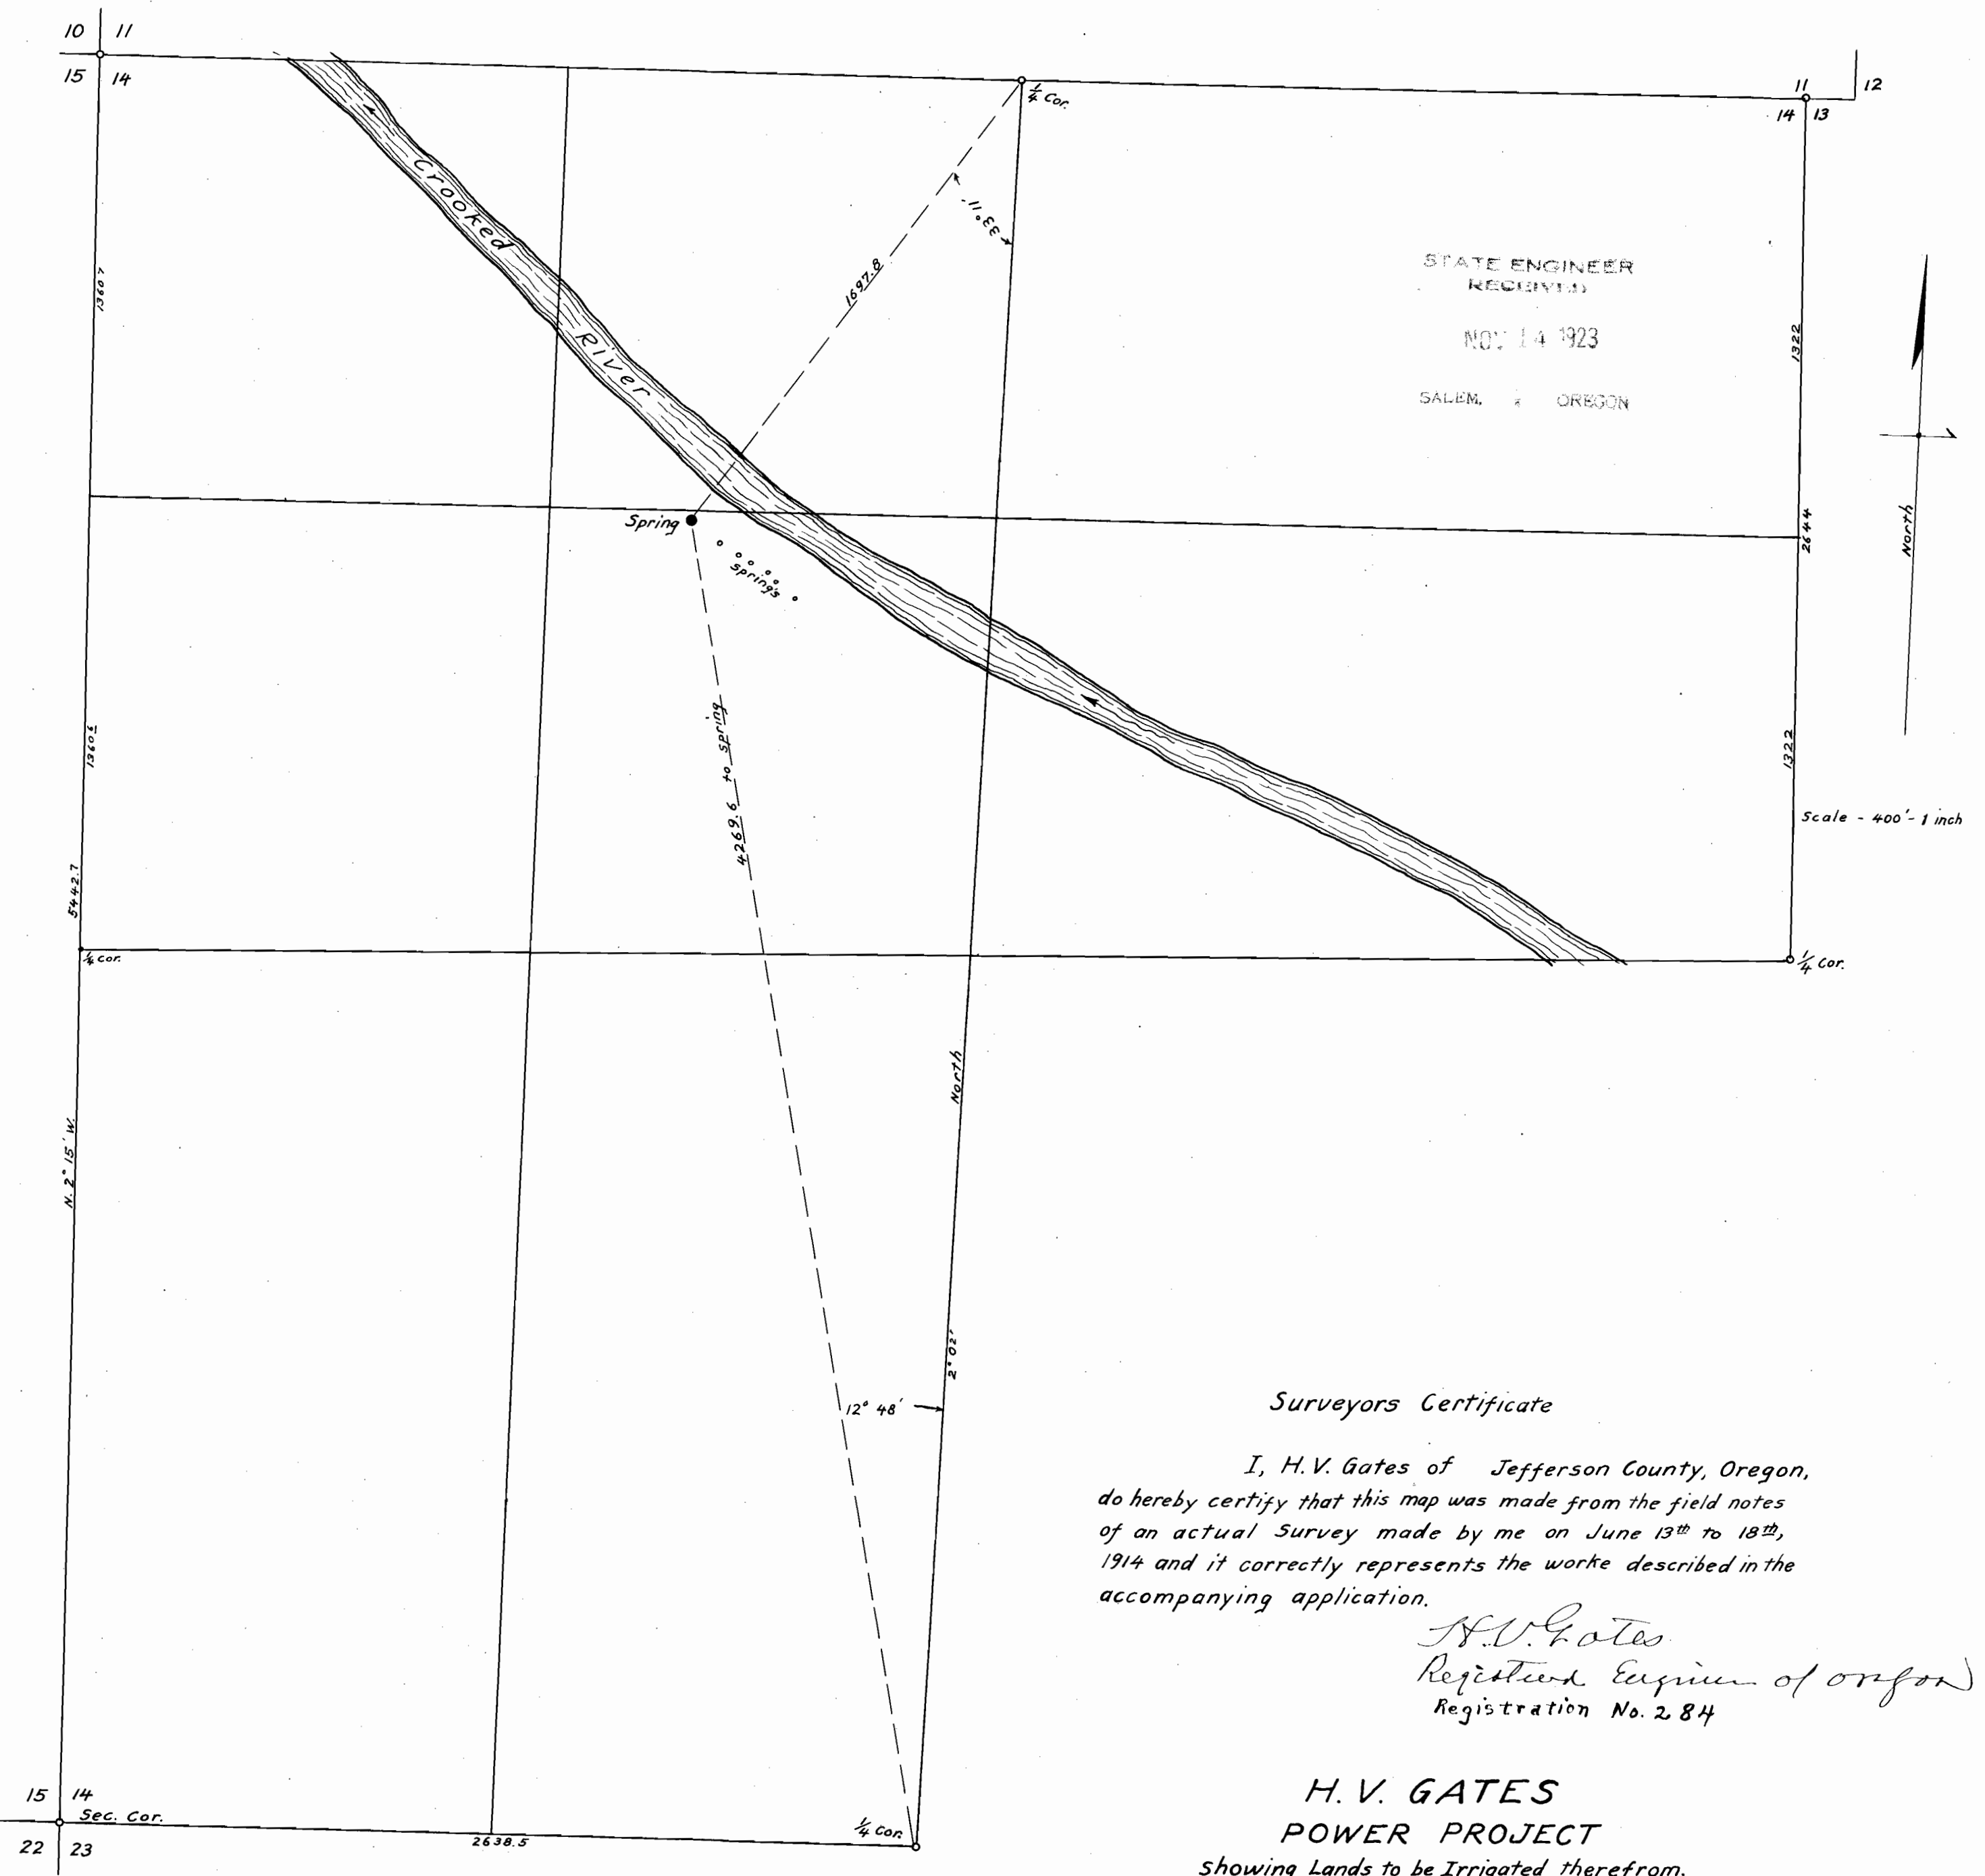 10 11
15 14
11 12
14 13
1/4 Cor.
Crooked
River
33° 11'
1697.8
13607
1322
STATE ENGINEER
RECEIVED
NOV 14 1923
SALEM, OREGON
Spring
Springs
2644
North
13606
4269.6 to spring
1322
Scale - 400' - 1 inch
5442.7
1/4 Cor.
1/4 Cor.
North
N. 2° 15' W.
2° 02'
12° 48'
Surveyors Certificate
I, H.V. Gates of Jefferson County, Oregon,
do hereby certify that this map was made from the field notes
of an actual Survey made by me on June 13th to 18th,
1914 and it correctly represents the worke described in the
accompanying application.
H.V. Gates
Registered Engineer of Oregon
Registration No. 284
15 14
Sec. Cor.
22 23
2638.5
1/4 Cor.
H. V. GATES
POWER PROJECT
showing Lands to be Irrigated therefrom.